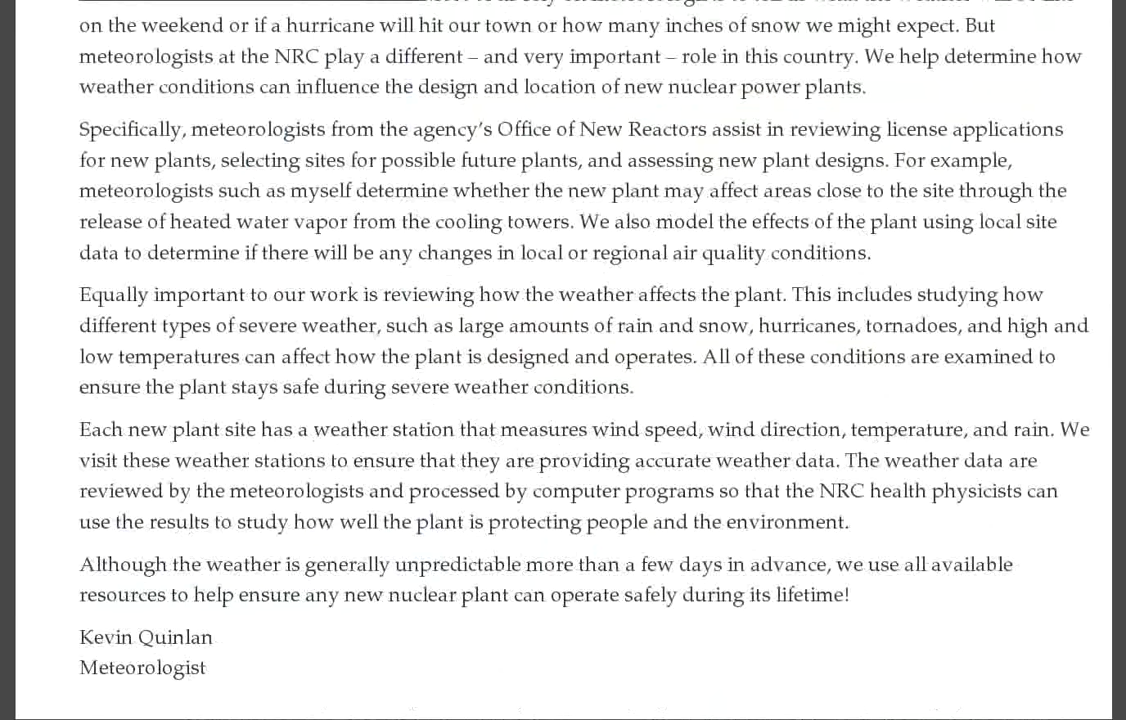 on the weekend or if a hurricane will hit our town or how many inches of snow we might expect. But
meteorologists at the NRC play a different – and very important – role in this country. We help determine how
weather conditions can influence the design and location of new nuclear power plants.
Specifically, meteorologists from the agency's Office of New Reactors assist in reviewing license applications
for new plants, selecting sites for possible future plants, and assessing new plant designs. For example,
meteorologists such as myself determine whether the new plant may affect areas close to the site through the
release of heated water vapor from the cooling towers. We also model the effects of the plant using local site
data to determine if there will be any changes in local or regional air quality conditions.
Equally important to our work is reviewing how the weather affects the plant. This includes studying how
different types of severe weather, such as large amounts of rain and snow, hurricanes, tornadoes, and high and
low temperatures can affect how the plant is designed and operates. All of these conditions are examined to
ensure the plant stays safe during severe weather conditions.
Each new plant site has a weather station that measures wind speed, wind direction, temperature, and rain. We
visit these weather stations to ensure that they are providing accurate weather data. The weather data are
reviewed by the meteorologists and processed by computer programs so that the NRC health physicists can
use the results to study how well the plant is protecting people and the environment.
Although the weather is generally unpredictable more than a few days in advance, we use all available
resources to help ensure any new nuclear plant can operate safely during its lifetime!
Kevin Quinlan
Meteorologist